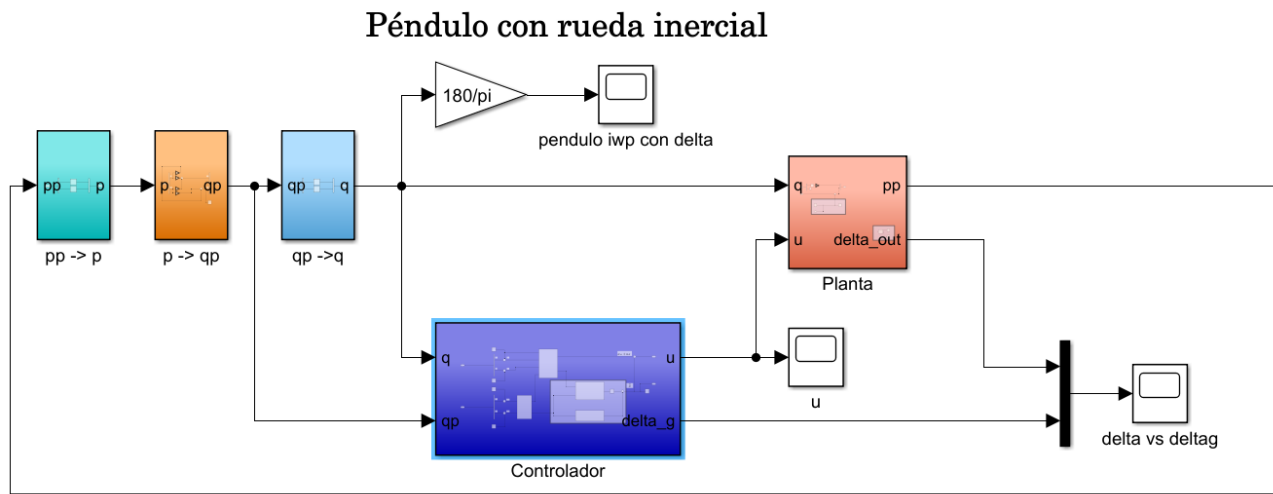 Péndulo con rueda inercial
180/pi
pendulo iwp con delta
pp p
pp -> p
p qp
p -> qp
qp q
qp ->q
q pp
u delta_out
Planta
q u
qp delta_g
Controlador
u
delta vs deltag